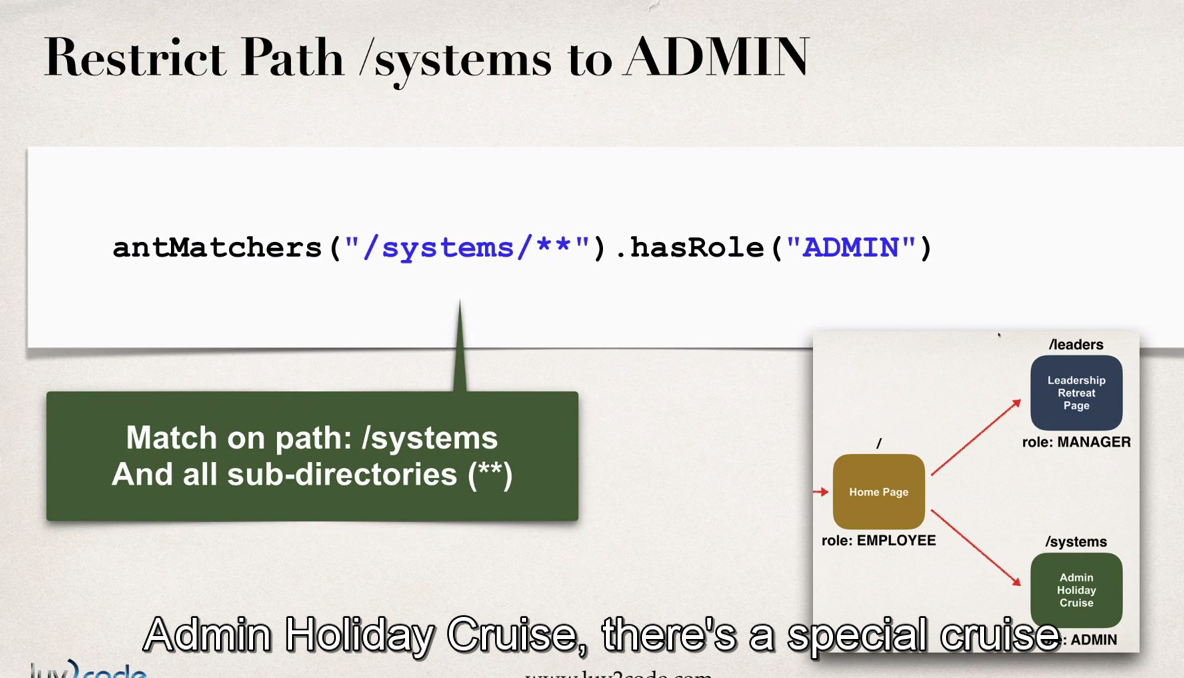 Restrict Path /systems to ADMIN
antMatchers("/systems/**").hasRole("ADMIN")
Match on path: /systems
And all sub-directories (**)
/leaders
Leadership
Retreat
Page
role: MANAGER
/
Home Page
role: EMPLOYEE
/systems
Admin
Holiday
Cruise
: ADMIN
Admin Holiday Cruise, there's a special cruise
luv2code
www.luv2code.com